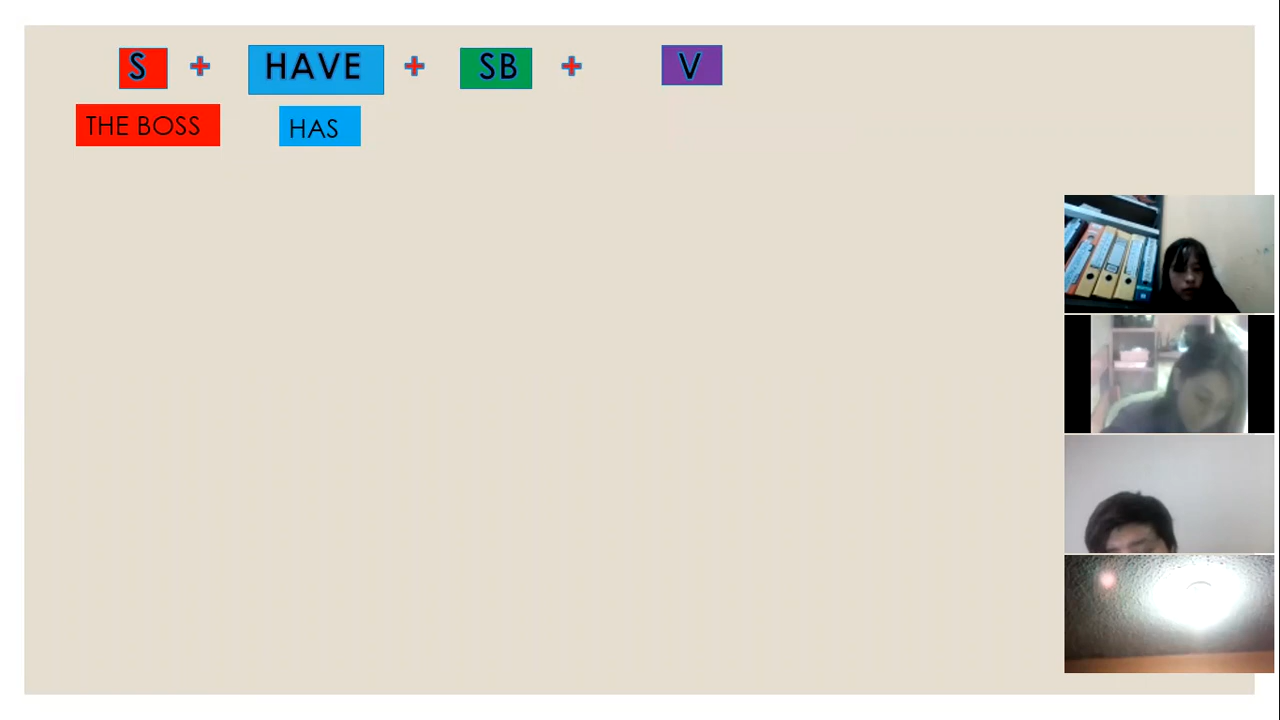 S + HAVE + SB + V
THE BOSS HAS